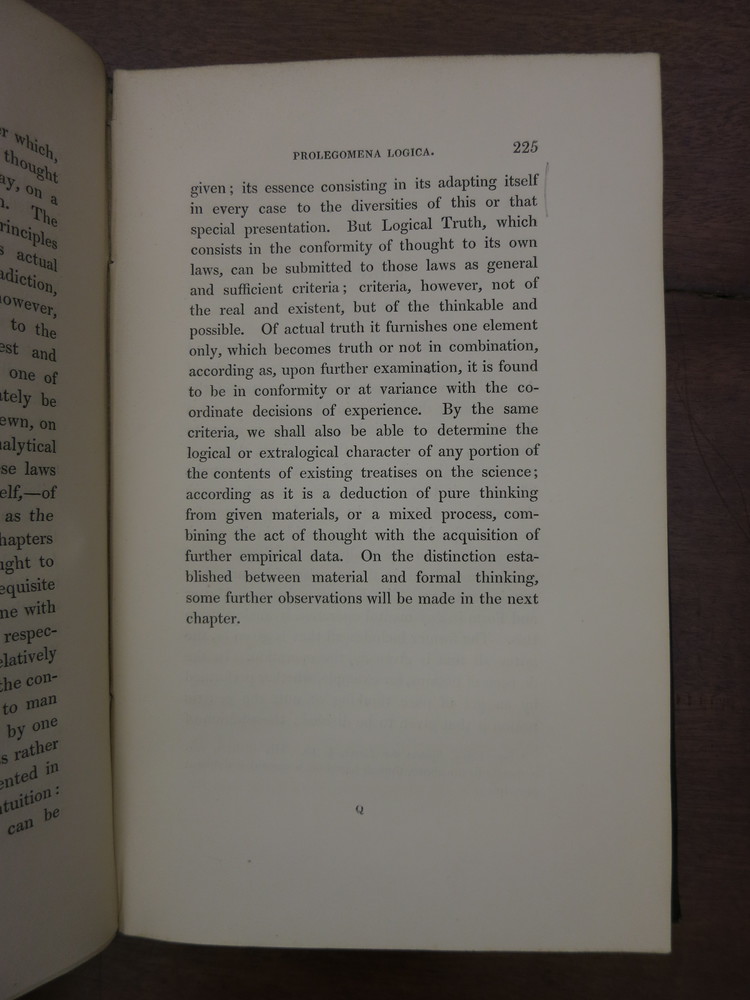 r which,
thought
ay, on a
The
rinciples
actual
adiction,
owever,
to the
est and
one of
tely be
ewn, on
nalytical
se laws
elf,—of
as the
hapters
ught to
equisite
ne with
respec-
elatively
the con-
to man
by one
s rather
ented in
tuition:
can be
PROLEGOMENA LOGICA. 225
given; its essence consisting in its adapting itself
in every case to the diversities of this or that
special presentation. But Logical Truth, which
consists in the conformity of thought to its own
laws, can be submitted to those laws as general
and sufficient criteria; criteria, however, not of
the real and existent, but of the thinkable and
possible. Of actual truth it furnishes one element
only, which becomes truth or not in combination,
according as, upon further examination, it is found
to be in conformity or at variance with the co-
ordinate decisions of experience. By the same
criteria, we shall also be able to determine the
logical or extralogical character of any portion of
the contents of existing treatises on the science;
according as it is a deduction of pure thinking
from given materials, or a mixed process, com-
bining the act of thought with the acquisition of
further empirical data. On the distinction esta-
blished between material and formal thinking,
some further observations will be made in the next
chapter.
Q